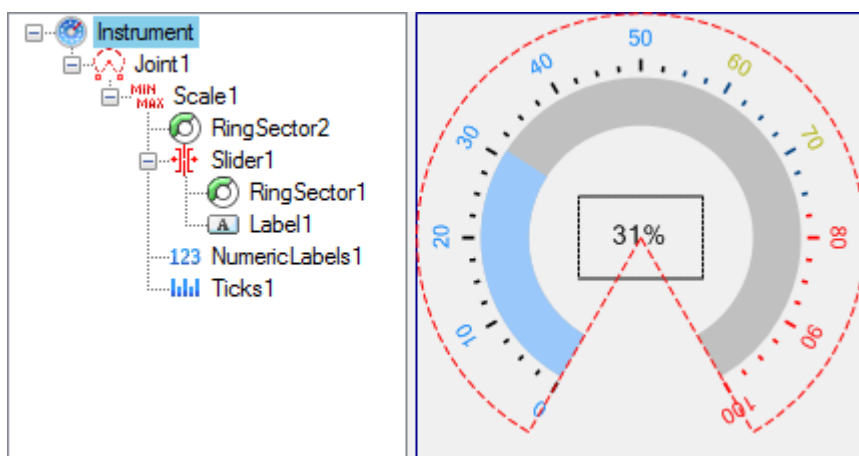 Instrument
Joint1
MIN
MAX Scale1
RingSector2
Slider1
RingSector1
A Label1
123 NumericLabels1
Ticks1
0
10
20
30
40
50
60
70
80
90
100
31%